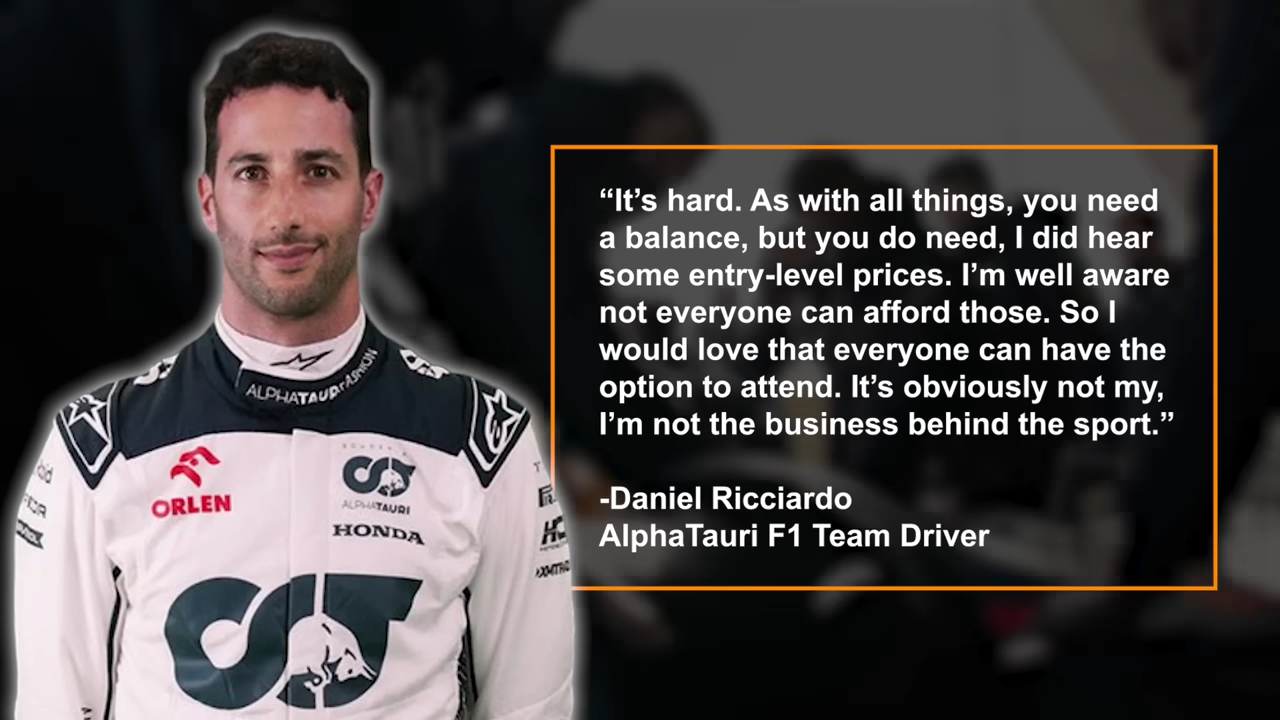 “It’s hard. As with all things, you need
a balance, but you do need, I did hear
some entry-level prices. I’m well aware
not everyone can afford those. So I
would love that everyone can have the
option to attend. It’s obviously not my,
I’m not the business behind the sport.”
-Daniel Ricciardo
AlphaTauri F1 Team Driver
ORLEN
ALPHATAURI
HONDA